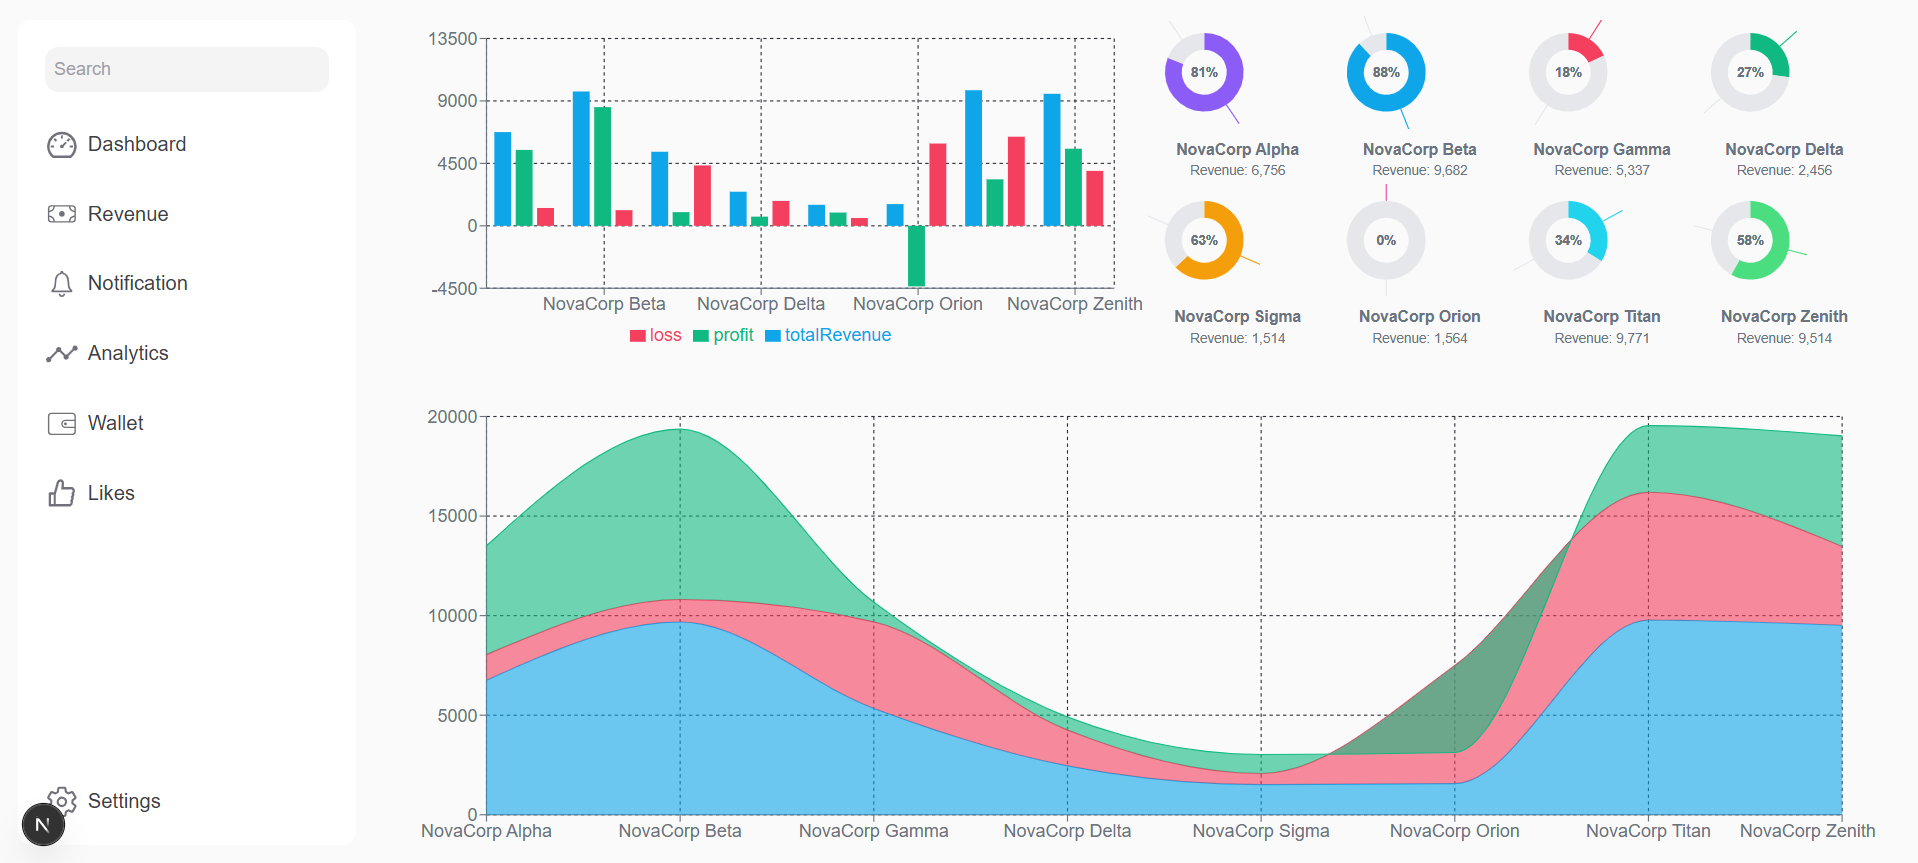 Search
Dashboard
Revenue
Notification
Analytics
Wallet
Likes
Settings
N
13500
9000
4500
0
-4500
NovaCorp Beta NovaCorp Delta NovaCorp Orion NovaCorp Zenith
loss profit totalRevenue
81% 88% 18% 27%
NovaCorp Alpha NovaCorp Beta NovaCorp Gamma NovaCorp Delta
Revenue: 6,756 Revenue: 9,682 Revenue: 5,337 Revenue: 2,456
63% 0% 34% 58%
NovaCorp Sigma NovaCorp Orion NovaCorp Titan NovaCorp Zenith
Revenue: 1,514 Revenue: 1,564 Revenue: 9,771 Revenue: 9,514
20000
15000
10000
5000
0
NovaCorp Alpha NovaCorp Beta NovaCorp Gamma NovaCorp Delta NovaCorp Sigma NovaCorp Orion NovaCorp Titan NovaCorp Zenith